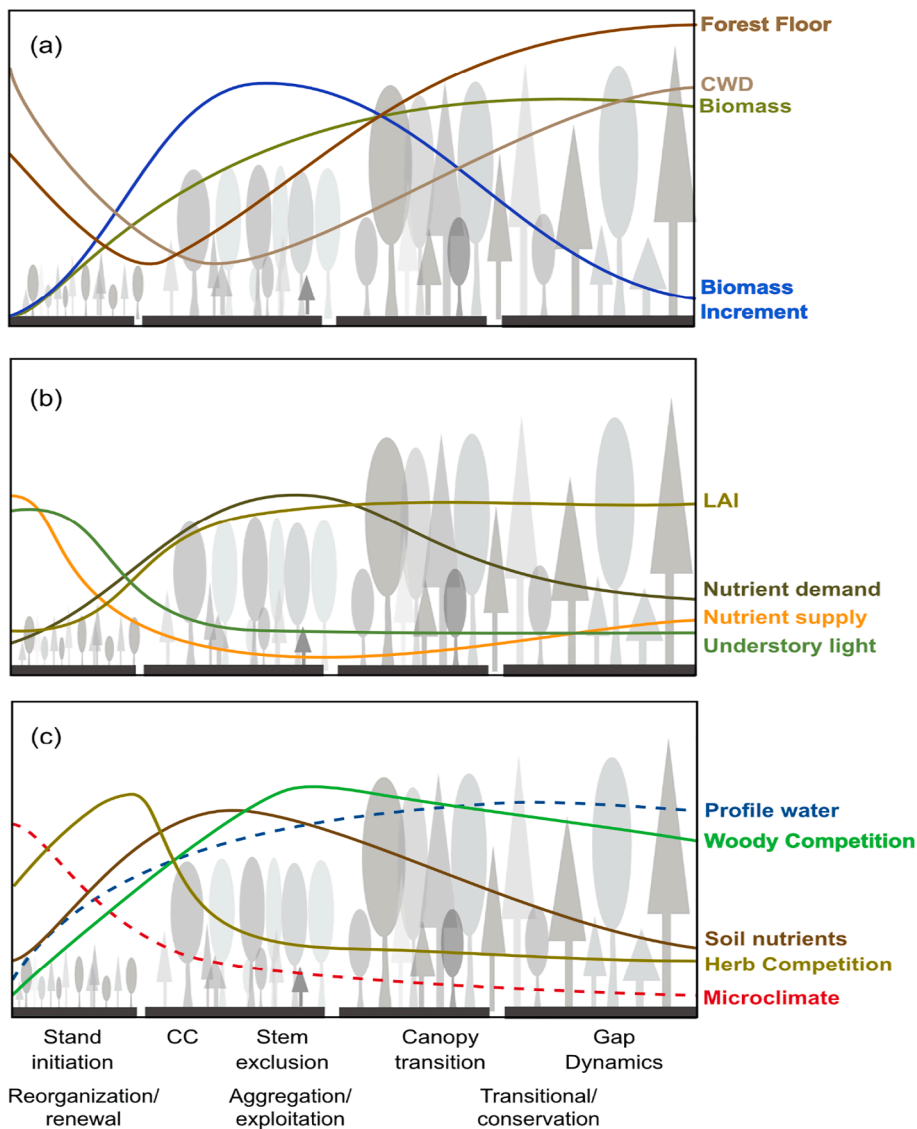 (a)
Forest Floor
CWD
Biomass
Biomass
Increment
(b)
LAI
Nutrient demand
Nutrient supply
Understory light
(c)
Profile water
Woody Competition
Soil nutrients
Herb Competition
Microclimate
Stand initiation
CC
Stem exclusion
Canopy transition
Gap Dynamics
Reorganization/ renewal
Aggregation/ exploitation
Transitional/ conservation